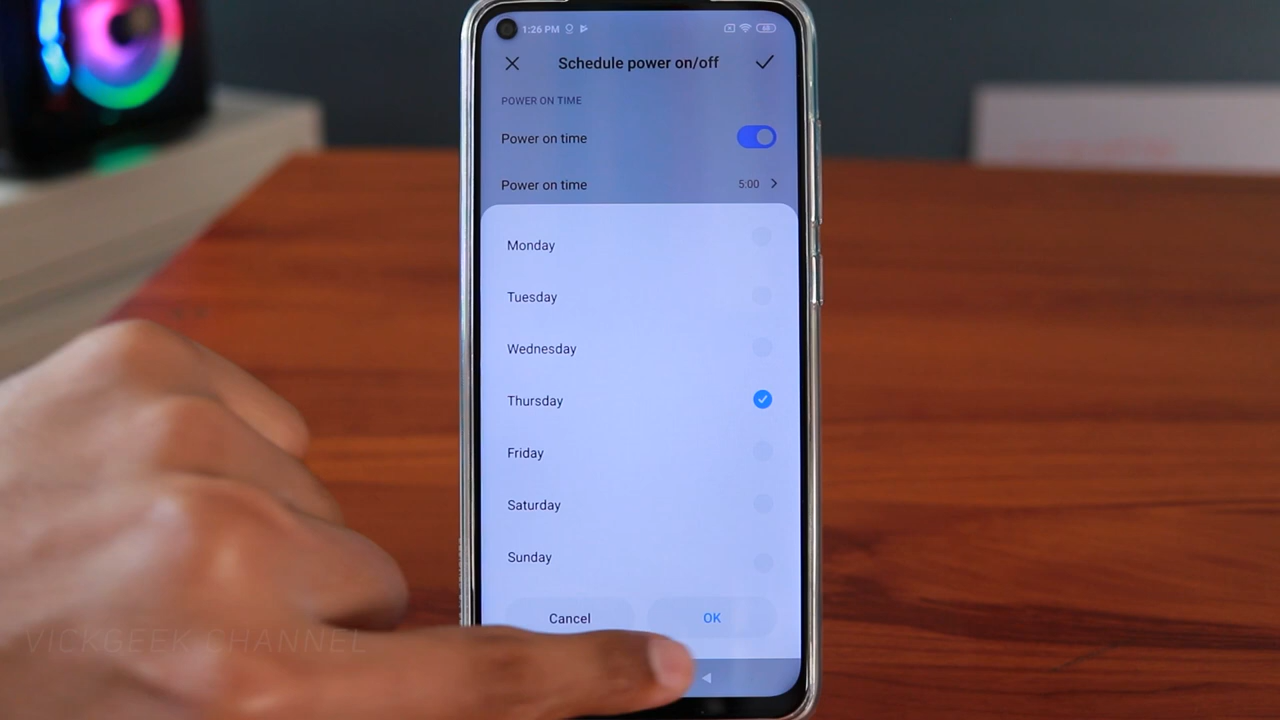 1:26 PM
48
Schedule power on/off
POWER ON TIME
Power on time
Power on time 5:00
Monday
Tuesday
Wednesday
Thursday
Friday
Saturday
Sunday
Cancel OK
VICKGEEK CHANNEL